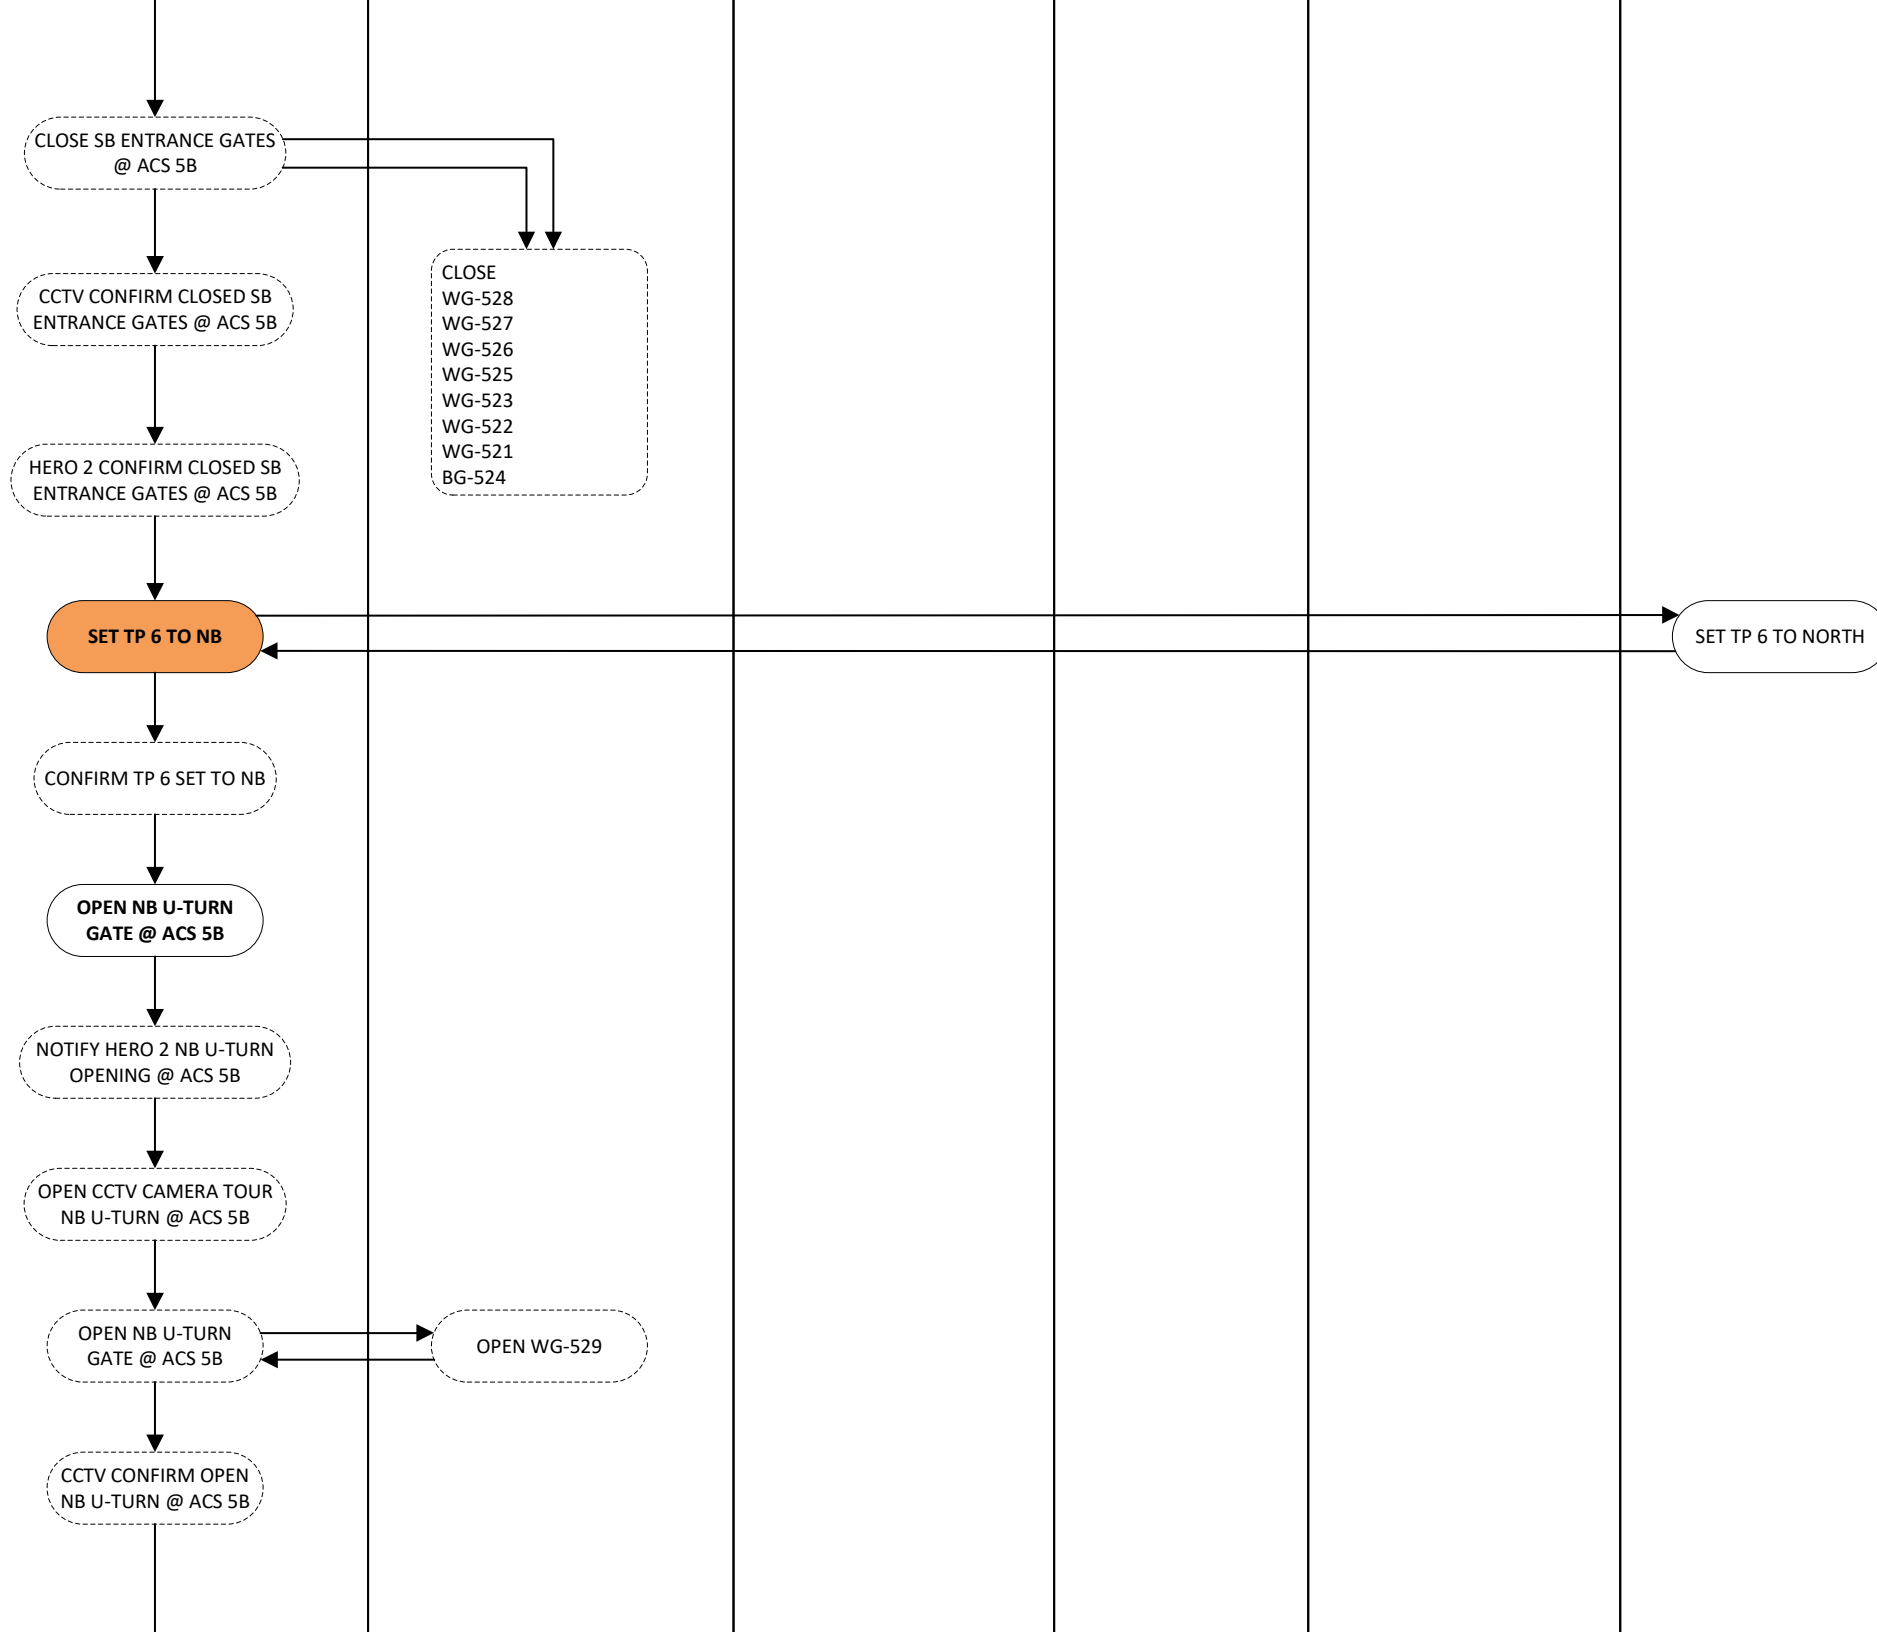 CLOSE SB ENTRANCE GATES
@ ACS 5B
CCTV CONFIRM CLOSED SB
ENTRANCE GATES @ ACS 5B
CLOSE
WG-528
WG-527
WG-526
WG-525
WG-523
WG-522
WG-521
BG-524
HERO 2 CONFIRM CLOSED SB
ENTRANCE GATES @ ACS 5B
SET TP 6 TO NB
SET TP 6 TO NORTH
CONFIRM TP 6 SET TO NB
OPEN NB U-TURN
GATE @ ACS 5B
NOTIFY HERO 2 NB U-TURN
OPENING @ ACS 5B
OPEN CCTV CAMERA TOUR
NB U-TURN @ ACS 5B
OPEN NB U-TURN
GATE @ ACS 5B
OPEN WG-529
CCTV CONFIRM OPEN
NB U-TURN @ ACS 5B